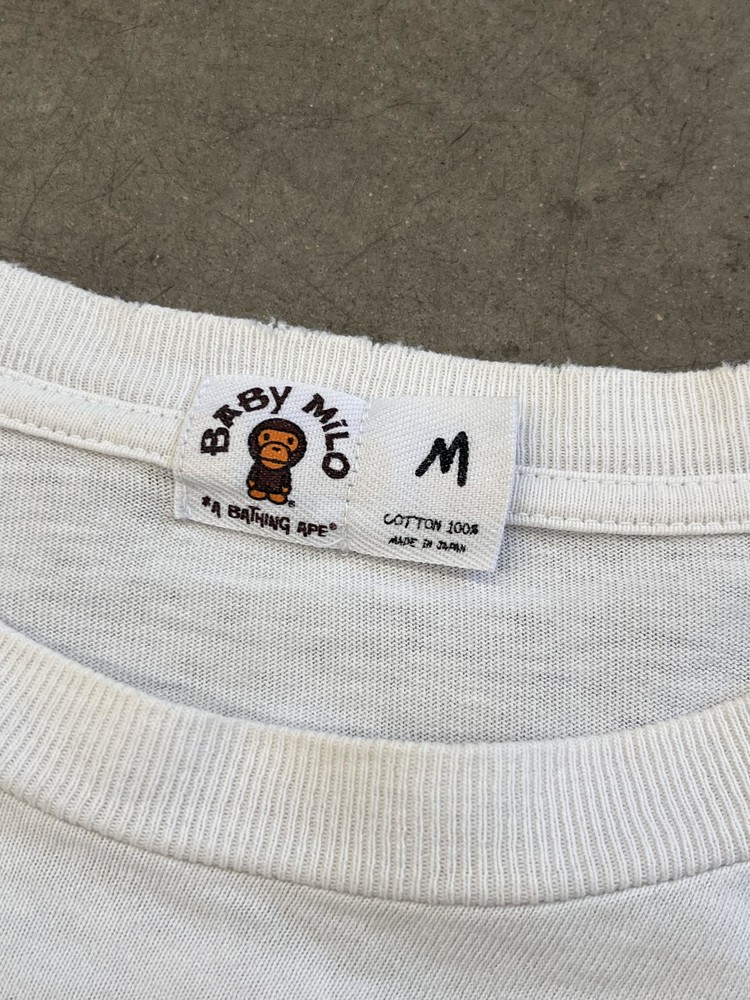 BABY MiLO
®
*A BATHING APE®
M
COTTON 100%
MADE IN JAPAN